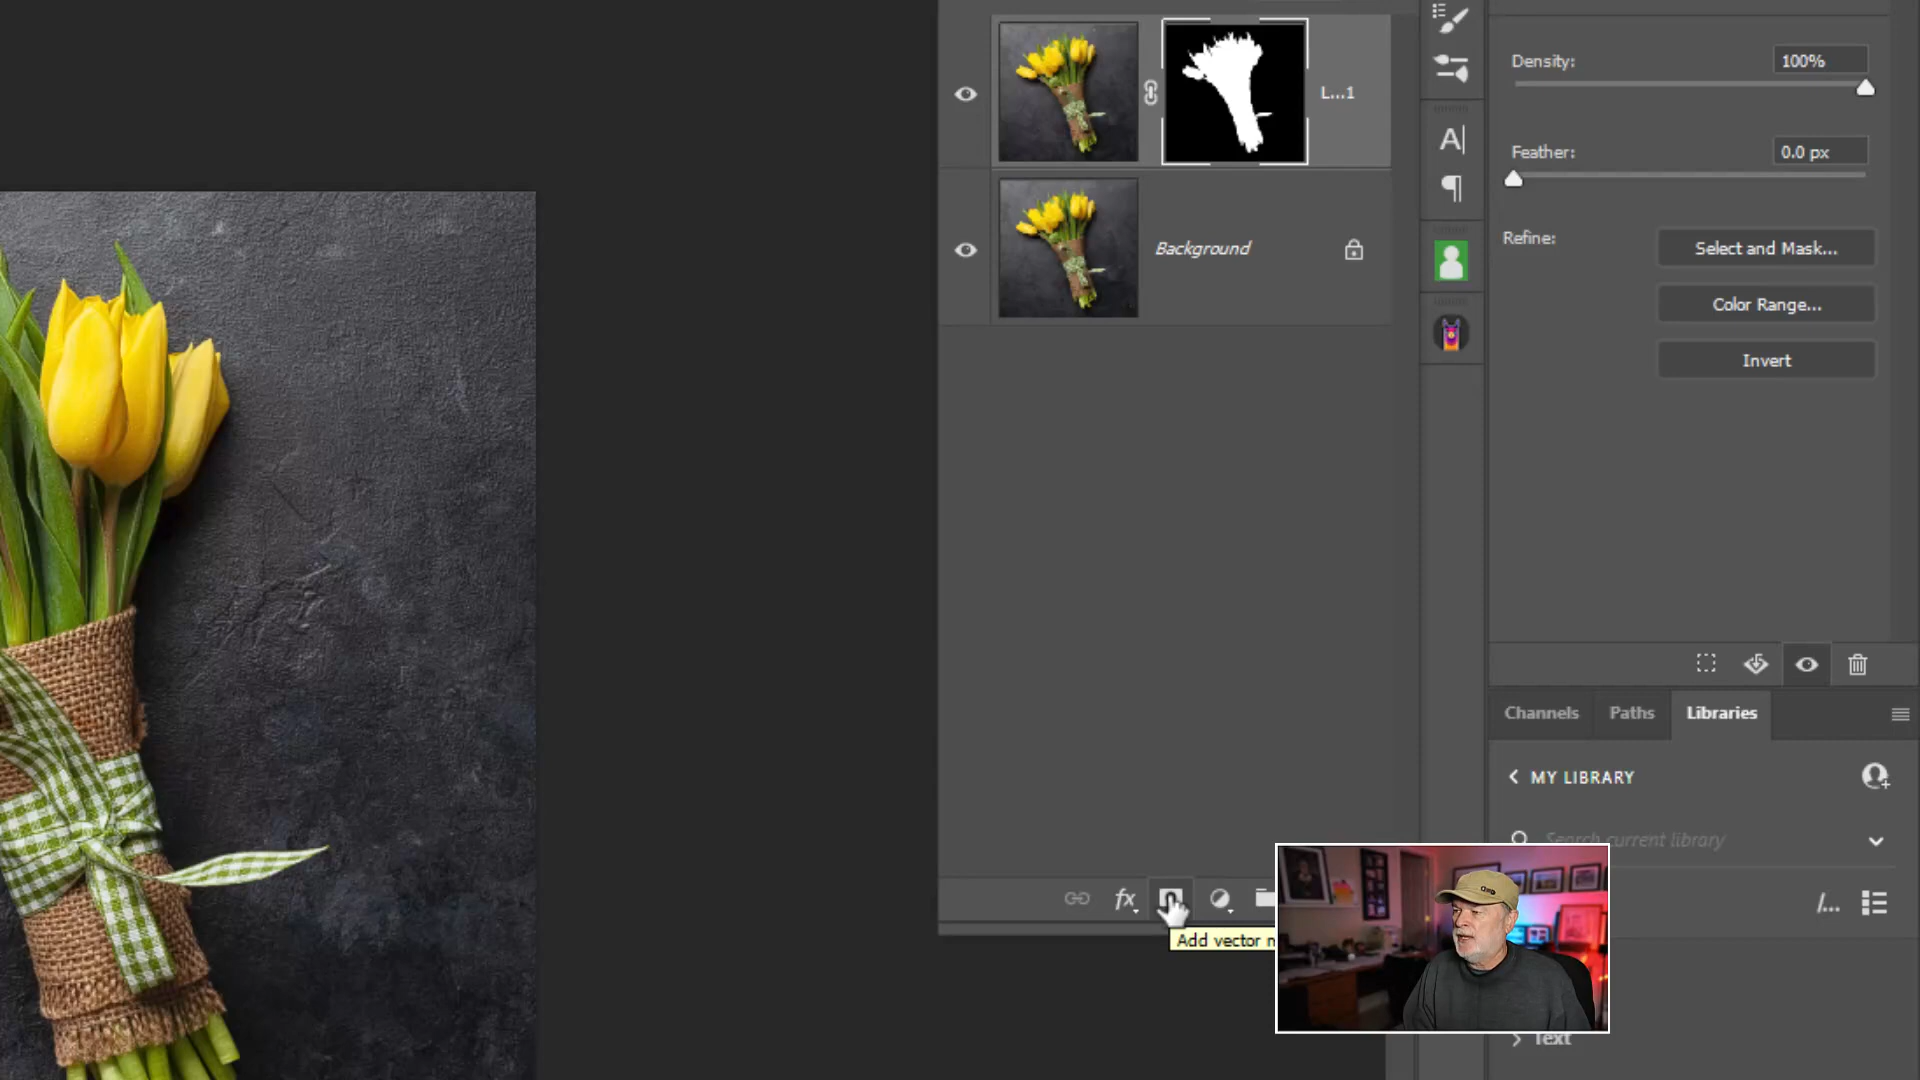 L...1
Background
Density:
100%
Feather:
0.0 px
Refine:
Select and Mask...
Color Range...
Invert
Channels
Paths
Libraries
MY LIBRARY
Search current library
fx
Add vector
/...
Text